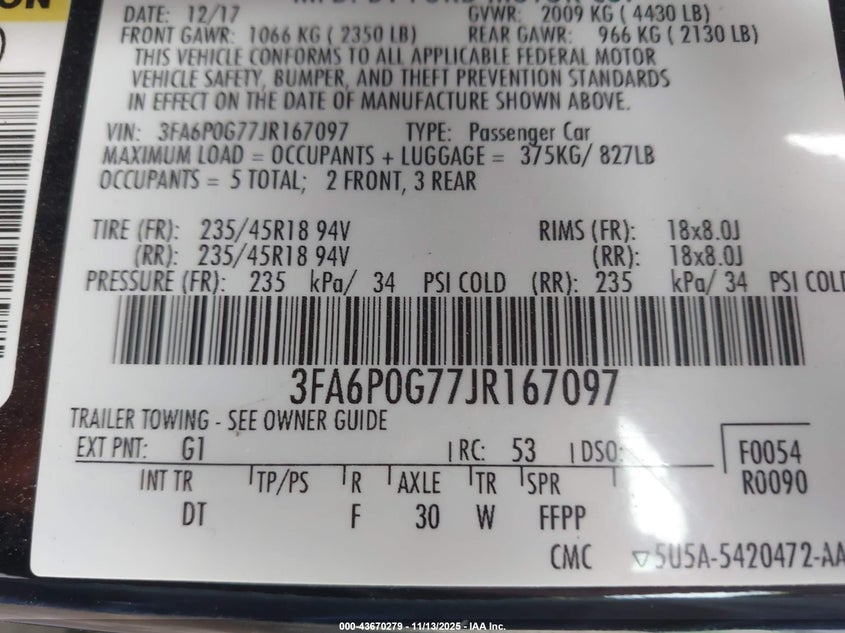 ON
MFD. BY FORD MOTOR CO.
DATE: 12/17 GVWR: 2009 KG ( 4430 LB)
FRONT GAWR: 1066 KG ( 2350 LB) REAR GAWR: 966 KG ( 2130 LB)
THIS VEHICLE CONFORMS TO ALL APPLICABLE FEDERAL MOTOR
VEHICLE SAFETY, BUMPER, AND THEFT PREVENTION STANDARDS
IN EFFECT ON THE DATE OF MANUFACTURE SHOWN ABOVE.
VIN: 3FA6P0G77JR167097 TYPE: Passenger Car
MAXIMUM LOAD = OCCUPANTS + LUGGAGE = 375KG/ 827LB
OCCUPANTS = 5 TOTAL; 2 FRONT, 3 REAR
TIRE (FR): 235/45R18 94V RIMS (FR): 18x8.0J
(RR): 235/45R18 94V (RR): 18x8.0J
PRESSURE (FR): 235 kPa/ 34 PSI COLD (RR): 235 kPa/ 34 PSI COLD
3FA6P0G77JR167097
TRAILER TOWING - SEE OWNER GUIDE
EXT PNT: G1 RC: 53 DSO: F0054
INT TR TP/PS R AXLE TR SPR R0090
DT F 30 W FFPP
CMC ▽5U5A-5420472-AA
000-43670279 - 11/13/2025 - IAA Inc.